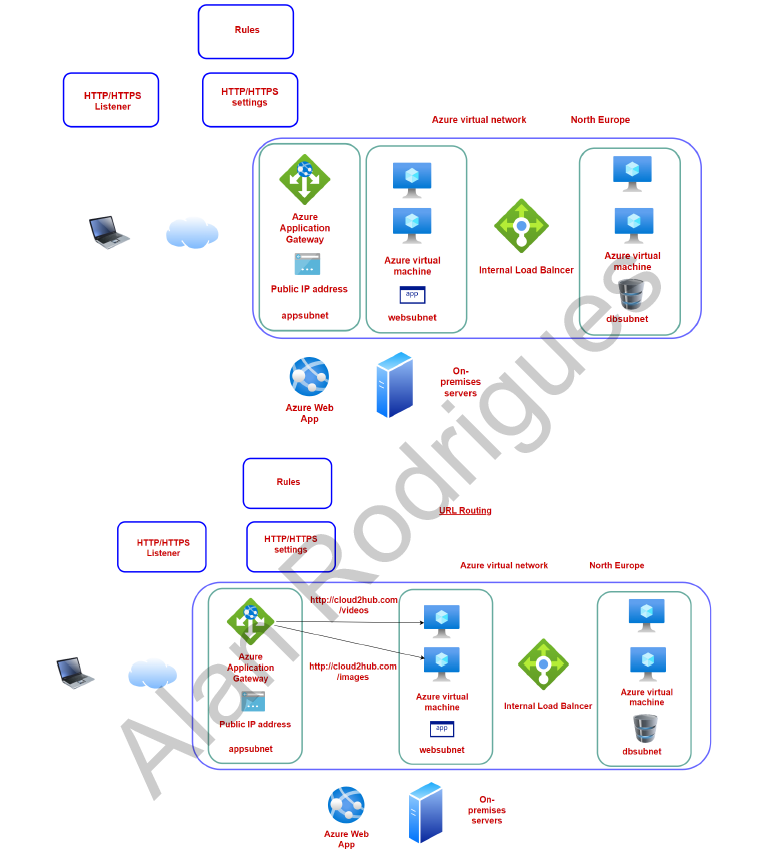 Rules
HTTP/HTTPS
Listener
HTTP/HTTPS
settings
Azure virtual network
North Europe
Azure
Application
Gateway
Public IP address
appsubnet
Azure virtual
machine
app
websubnet
Internal Load Balncer
Azure virtual
machine
dbsubnet
Azure Web
App
On-
premises
servers
Rules
URL Routing
HTTP/HTTPS
Listener
HTTP/HTTPS
settings
Azure virtual network
North Europe
http://cloud2hub.com
/videos
http://cloud2hub.com
/images
Azure
Application
Gateway
Public IP address
appsubnet
Azure virtual
machine
app
websubnet
Internal Load Balncer
Azure virtual
machine
dbsubnet
Azure Web
App
On-
premises
servers
Alan Rodrigues